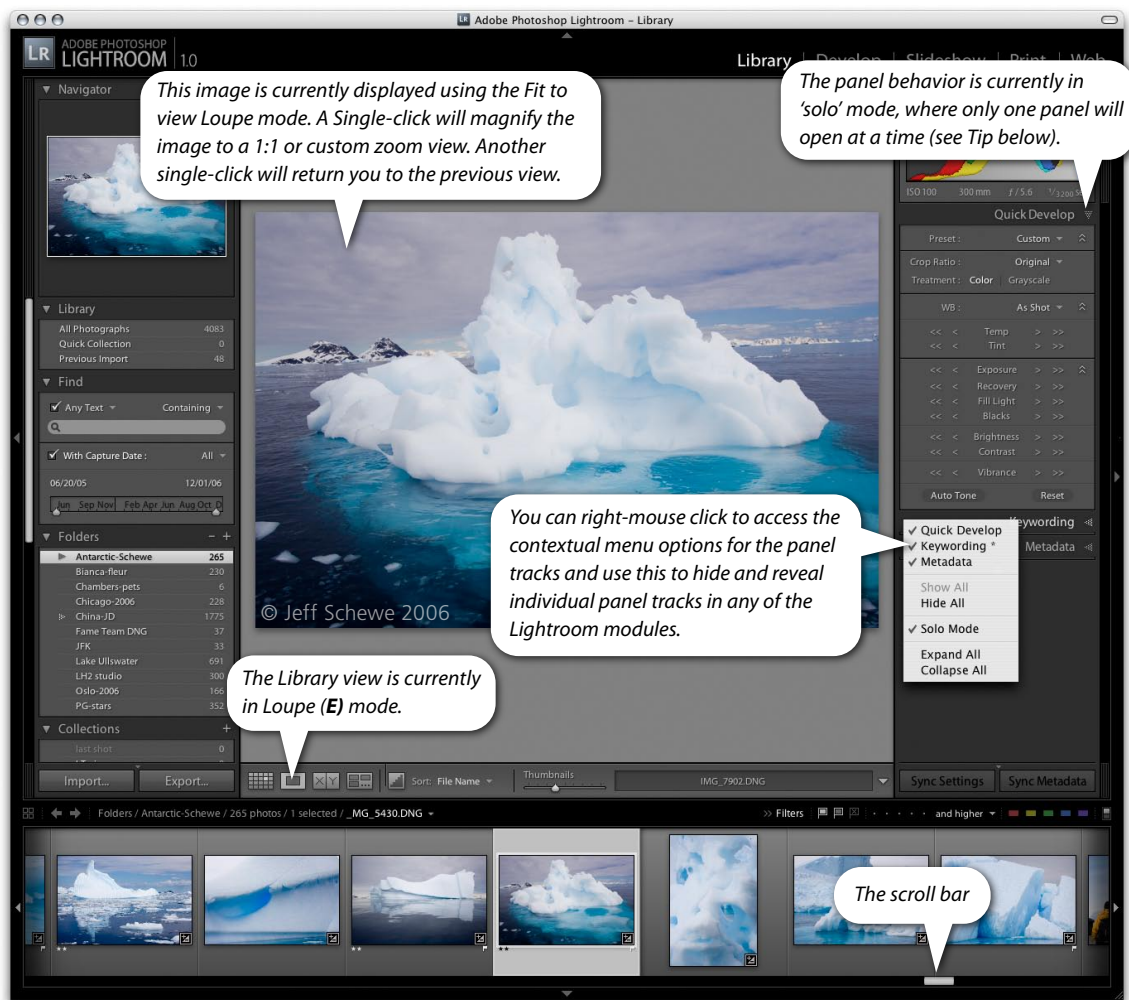 Adobe Photoshop Lightroom – Library
LR ADOBE PHOTOSHOP
LIGHTROOM 1.0
Library Develop Slideshow Print Web
Navigator
This image is currently displayed using the Fit to
view Loupe mode. A Single-click will magnify the
image to a 1:1 or custom zoom view. Another
single-click will return you to the previous view.
The panel behavior is currently in
‘solo’ mode, where only one panel will
open at a time (see Tip below).
Library
All Photographs 4083
Quick Collection 0
Previous Import 48
Find
Any Text Containing
With Capture Date : All
06/20/05 12/01/06
Jun Sep Nov Feb Apr Jun Aug Oct D
Folders - +
Antarctic-Schewe 265
Bianca-fleur 230
Chambers-pets 6
Chicago-2006 228
China-JD 1775
Fame Team DNG 37
JFK 33
Lake Ullswater 691
LH2 studio 300
Oslo-2006 166
PG-stars 352
Collections +
last shot 0
Import... Export...
© Jeff Schewe 2006
The Library view is currently
in Loupe (E) mode.
You can right-mouse click to access the
contextual menu options for the panel
tracks and use this to hide and reveal
individual panel tracks in any of the
Lightroom modules.
ISO 100 300 mm f / 5.6 1/3200
Quick Develop
Preset : Custom
Crop Ratio : Original
Treatment : Color Grayscale
WB : As Shot
<< < Temp > >>
<< < Tint > >>
<< < Exposure > >>
<< < Recovery > >>
<< < Fill Light > >>
<< < Blacks > >>
<< < Brightness > >>
<< < Contrast > >>
<< < Vibrance > >>
Auto Tone Reset
Keywording
Metadata
Quick Develop
Keywording *
Metadata
Show All
Hide All
Solo Mode
Expand All
Collapse All
XY Sort: File Name Thumbnails IMG_7902.DNG
Sync Settings Sync Metadata
Folders / Antarctic-Schewe / 265 photos / 1 selected / _MG_5430.DNG
>> Filters and higher
The scroll bar